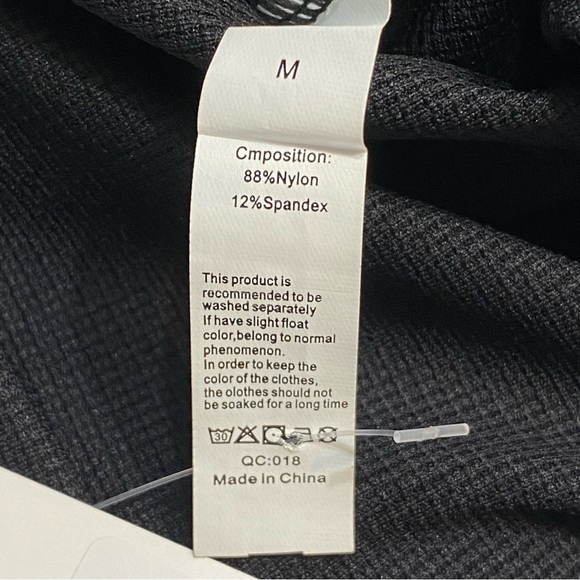 M
Cmposition:
88%Nylon
12%Spandex
This product is
recommended to be
washed separately
If have slight float
color,belong to normal
phenomenon.
In order to keep the
color of the clothes,
the olothes should not
be soaked for a long time
30
QC:018
Made in China